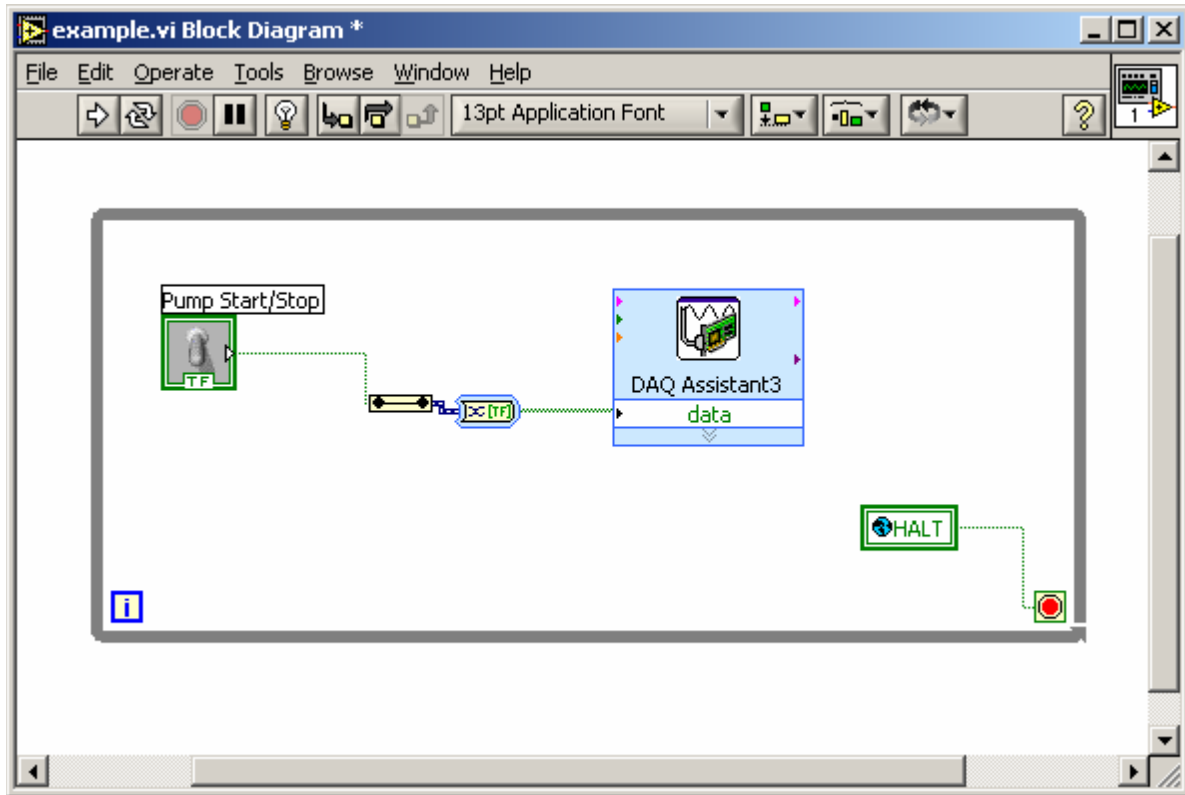 example.vi Block Diagram *
File Edit Operate Tools Browse Window Help
13pt Application Font
?
1
Pump Start/Stop
TF
[TF]
DAQ Assistant3
data
HALT
i